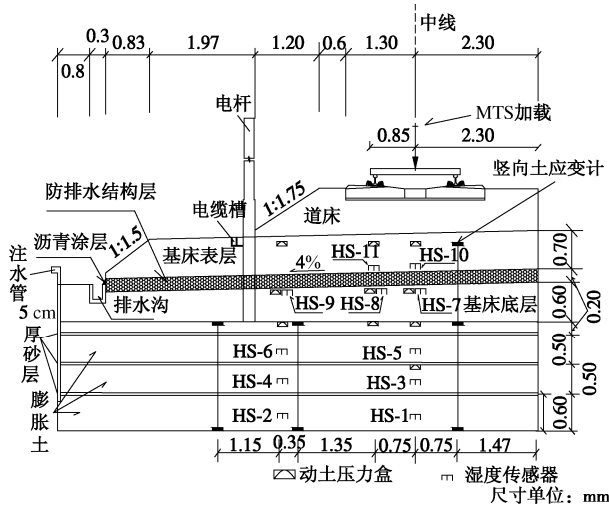 中线
0.3 0.83 1.97 1.20 0.6 1.30 2.30
0.8
电杆
MTS加载
0.85 2.30
竖向土应变计
防排水结构层
1:1.75
道床
电缆槽
1:1.5
沥青涂层
基床表层
HS-11 HS-10
4%
0.70
注水管
排水沟
HS-9 HS-8 HS-7 基床底层
0.60
0.20
5 cm厚砂层
HS-6 HS-5
0.50
HS-4 HS-3
0.50
膨胀土
HS-2 HS-1
0.60
1.15 0.35 1.35 0.75 0.75 1.47
动土压力盒 湿度传感器
尺寸单位：mm